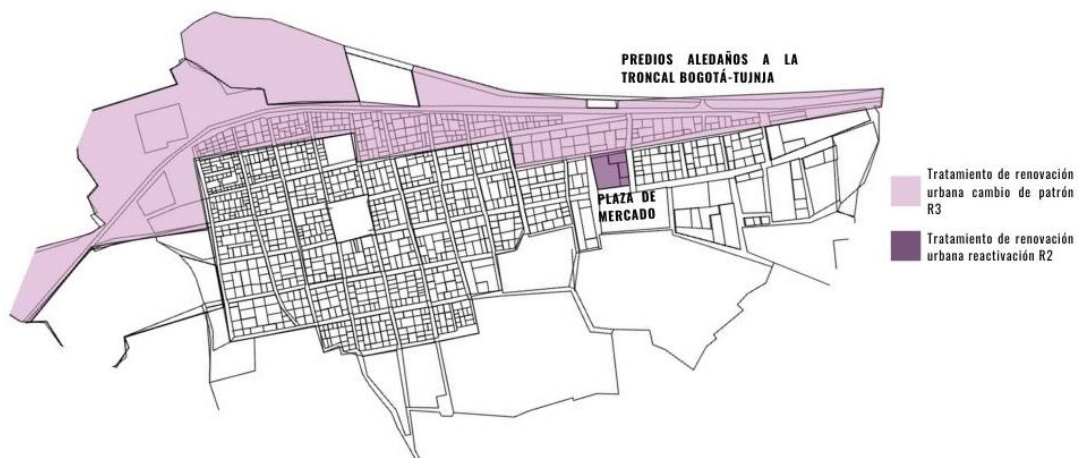 PREDIOS ALEDAÑOS A LA
TRONCAL BOGOTÁ-TUJNJA
PLAZA DE
MERCADO
Tratamiento de renovación
urbana cambio de patrón
R3
Tratamiento de renovación
urbana reactivación R2